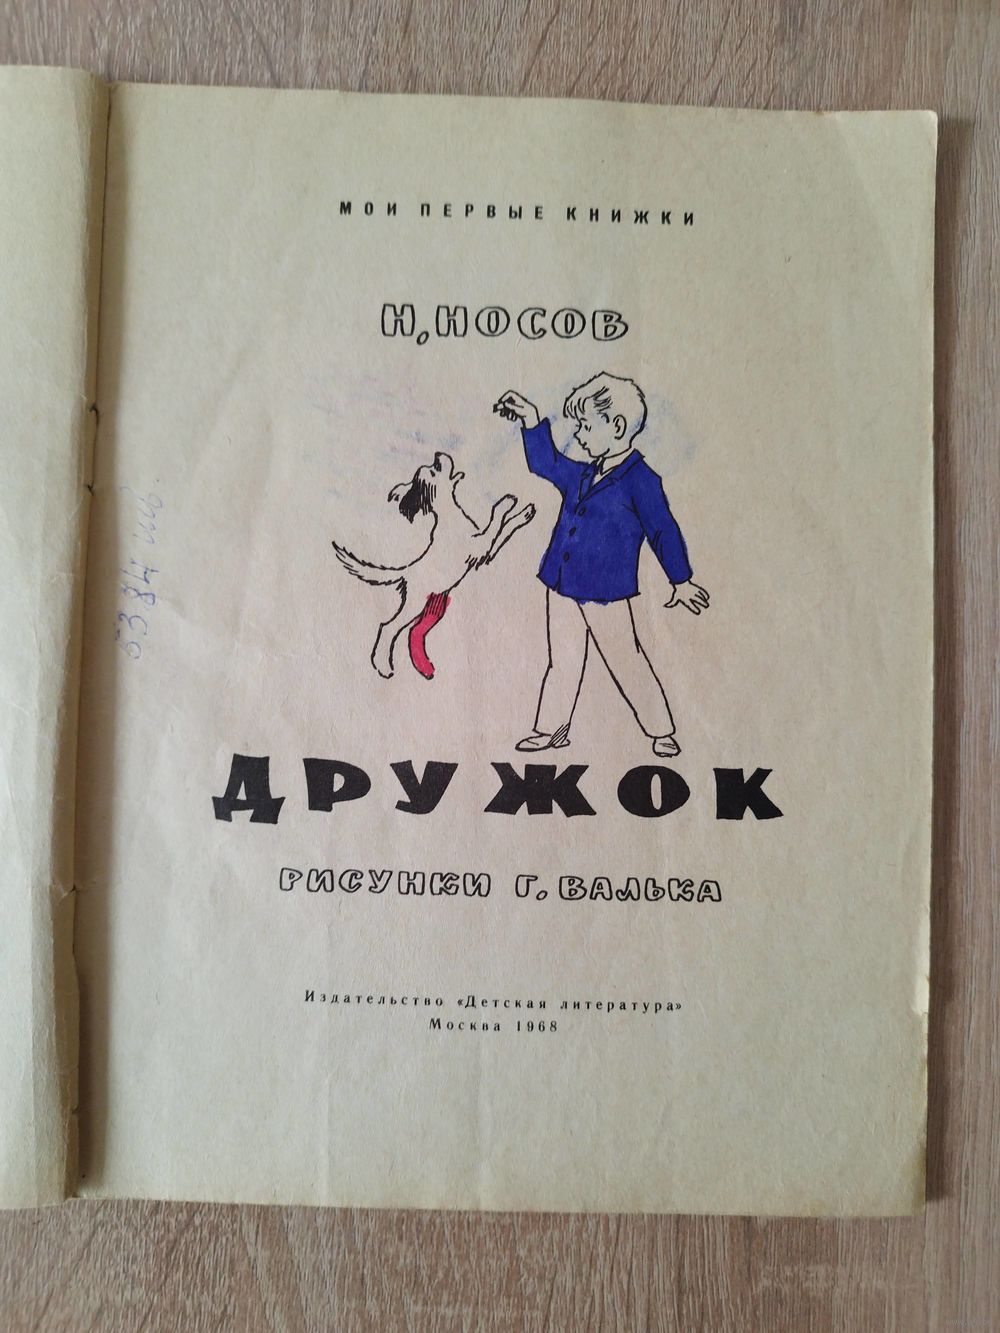 МОИ ПЕРВЫЕ КНИЖКИ
Н. НОСОВ
ДРУЖОК
РИСУНКИ Г. ВАЛЬКА
Издательство «Детская литература»
Москва 1968